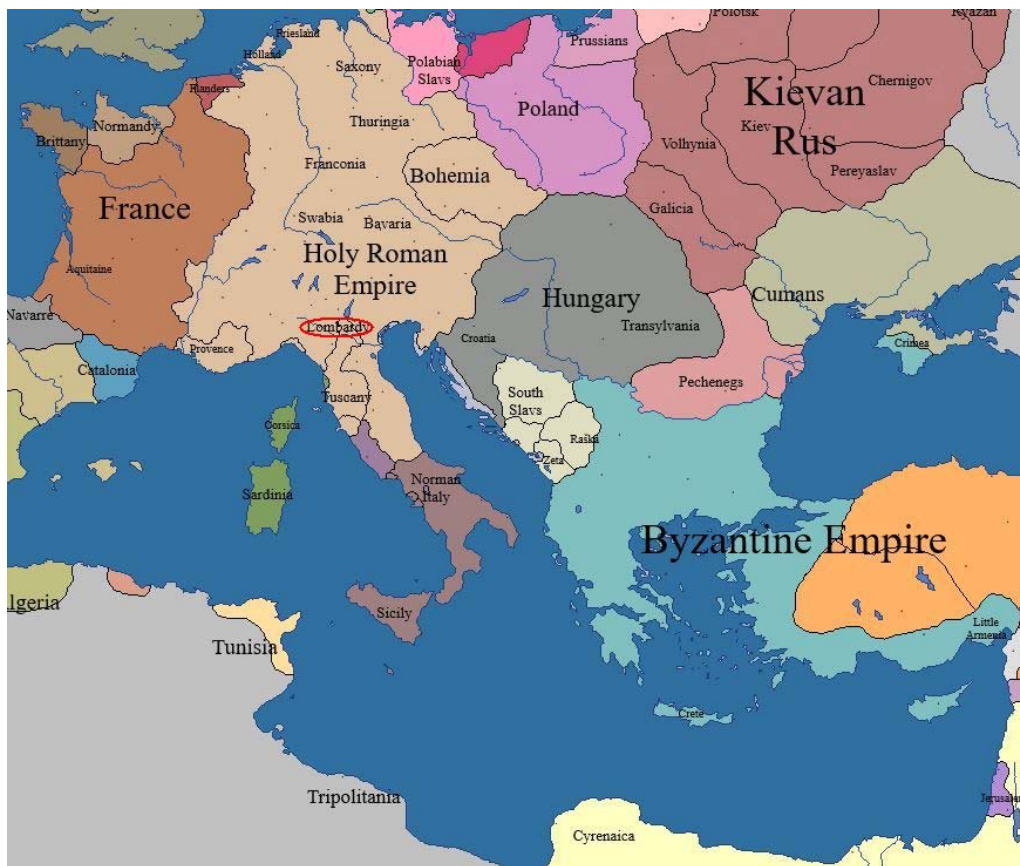 Polotsk
Ryazan
Friesland
Holland
Saxony
Polabian
Slavs
Prussians
Flanders
Chernigov
Kievan
Rus
Poland
Normandy
Thuringia
Brittany
Kiev
Volhynia
Franconia
Bohemia
Pereyaslav
France
Swabia
Bavaria
Galicia
Holy Roman
Empire
Aquitaine
Hungary
Cumans
Navarre
Lombardy
Transylvania
Croatia
Crimea
Provence
Catalonia
Pechenegs
South
Slavs
Tuscany
Corsica
Raška
Zeta
Norman
Italy
Sardinia
Byzantine Empire
lgeria
Sicily
Little
Armenia
Tunisia
Crete
Tripolitania
Jerusalem
Cyrenaica